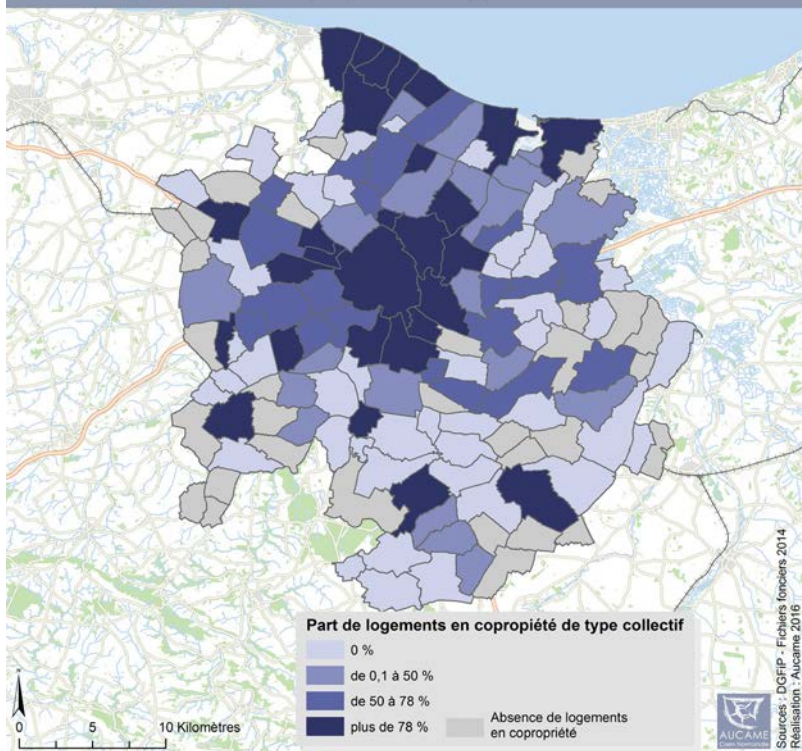 Part de logements en copropriété de type collectif
0 %
de 0,1 à 50 %
de 50 à 78 %
plus de 78 %
Absence de logements
en copropriété
0 5 10 Kilomètres
Sources : DGFiP - Fichiers fonciers 2014
Réalisation : Aucame 2016
AUCAME